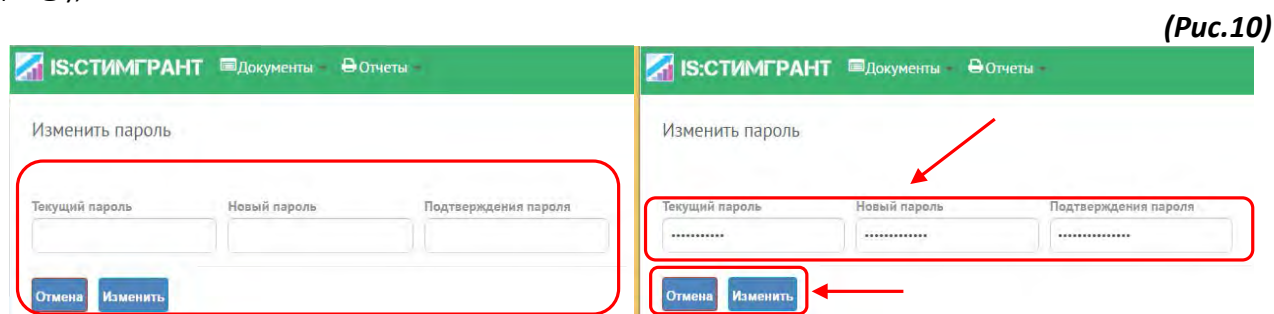 (Рис.10)
IS:СТИМГРАНТ Документы Отчеты
Изменить пароль
Текущий пароль Новый пароль Подтверждения пароля
Отмена Изменить
IS:СТИМГРАНТ Документы Отчеты
Изменить пароль
Текущий пароль Новый пароль Подтверждения пароля
••••••••••• ••••••••••••• •••••••••••••••
Отмена Изменить